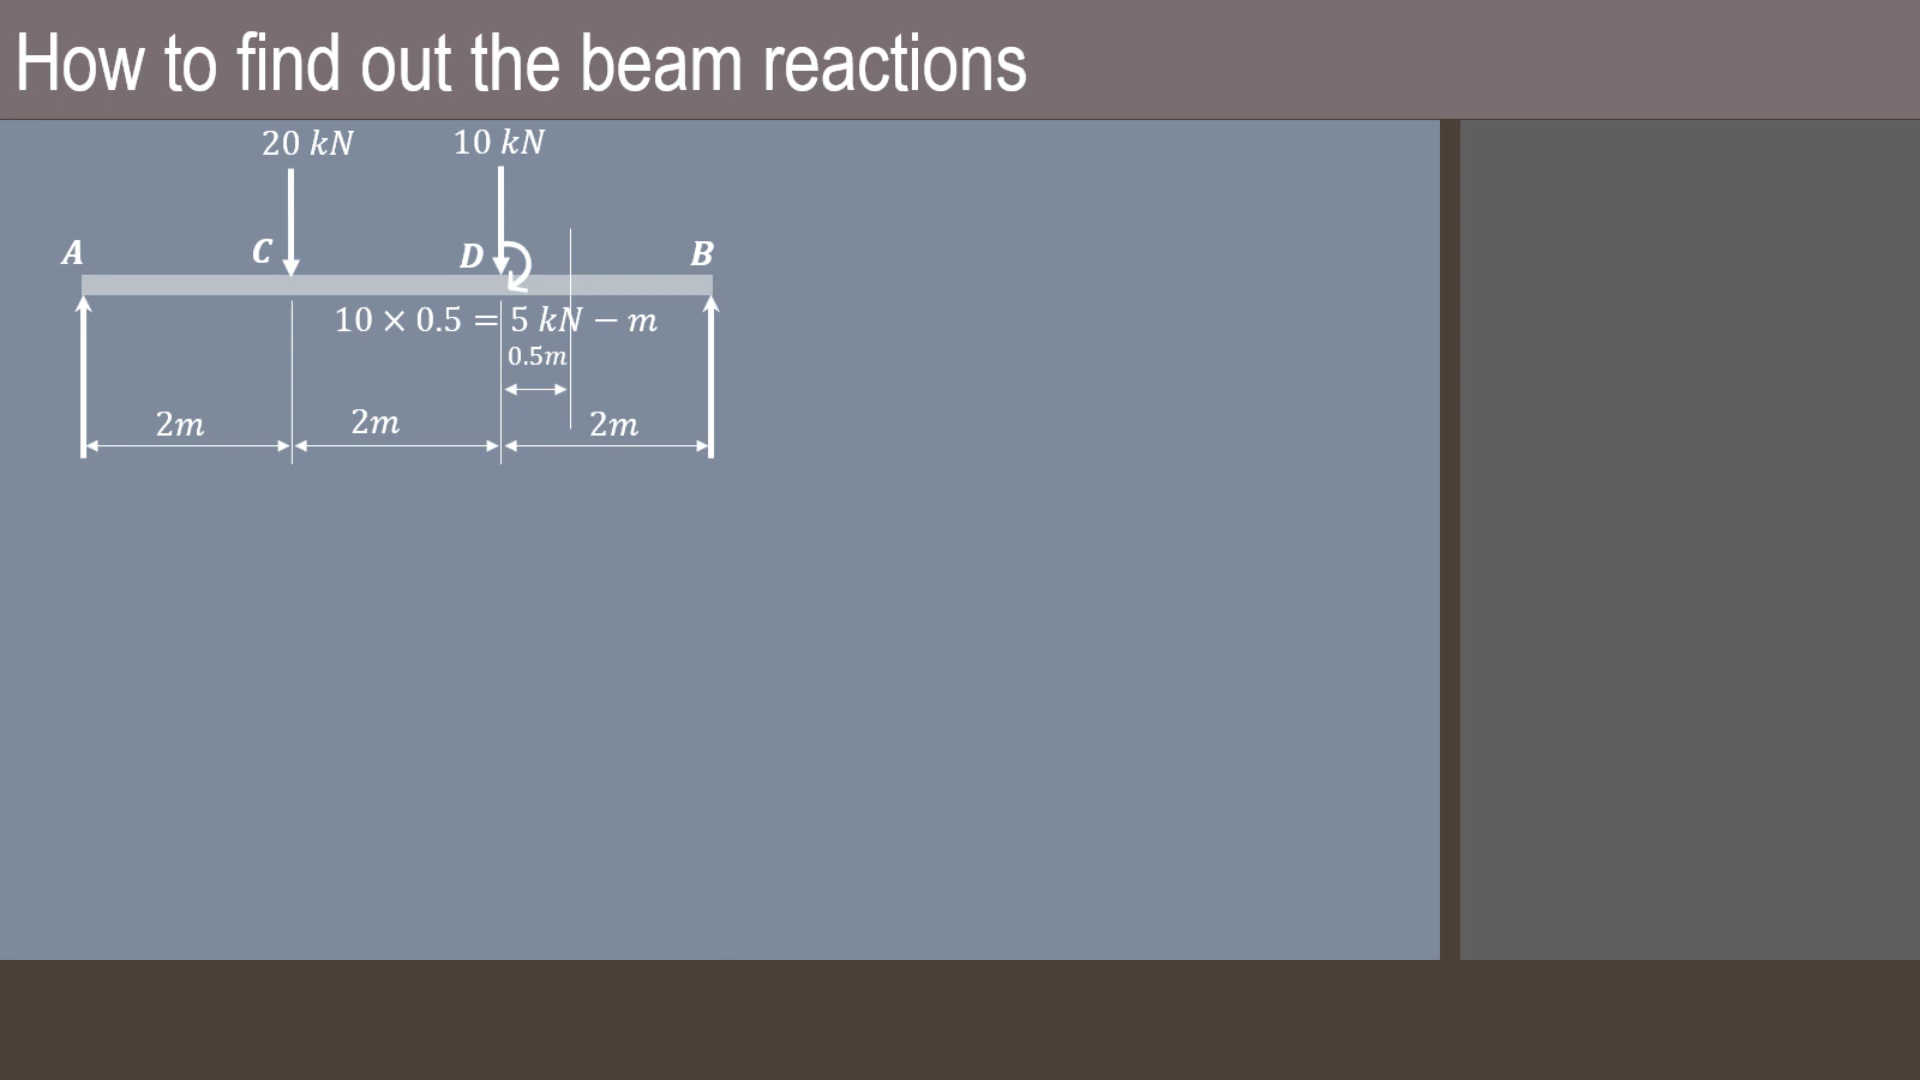 How to find out the beam reactions
20 kN 10 kN
A C D B
10 × 0.5 = 5 kN − m
0.5m
2m 2m 2m